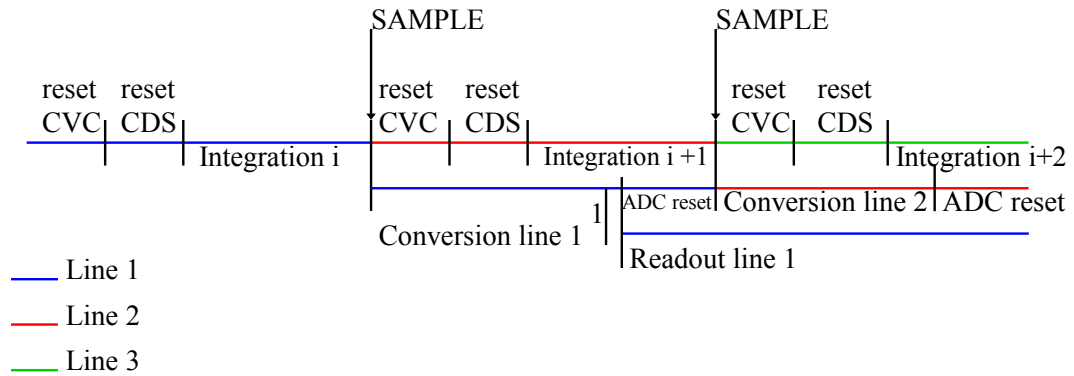 SAMPLE SAMPLE
reset reset reset reset reset reset
CVC CDS CVC CDS CVC CDS
Integration i Integration i +1 Integration i+2
1 ADC reset Conversion line 2 ADC reset
Conversion line 1
Readout line 1
Line 1
Line 2
Line 3